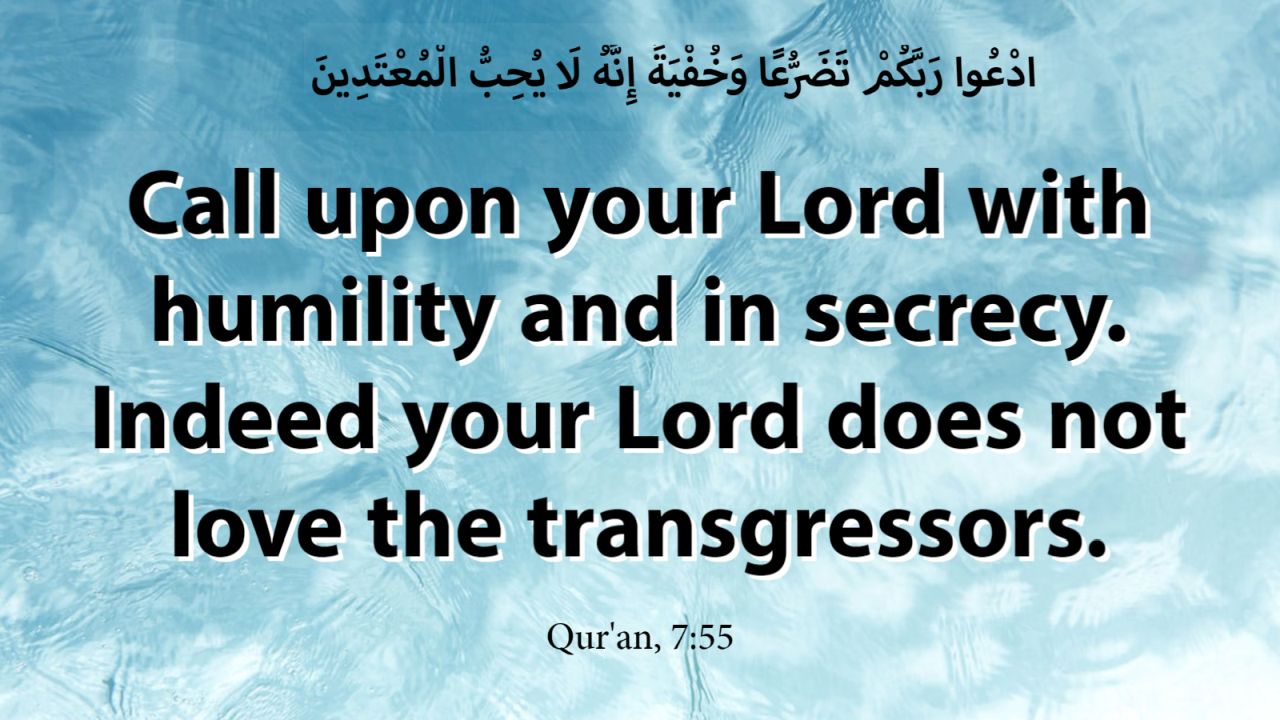 ادْعُوا رَبَّكُمْ تَضَرُّعًا وَخُفْيَةً إِنَّهُ لَا يُحِبُّ الْمُعْتَدِينَ
Call upon your Lord with
humility and in secrecy.
Indeed your Lord does not
love the transgressors.
Qur'an, 7:55